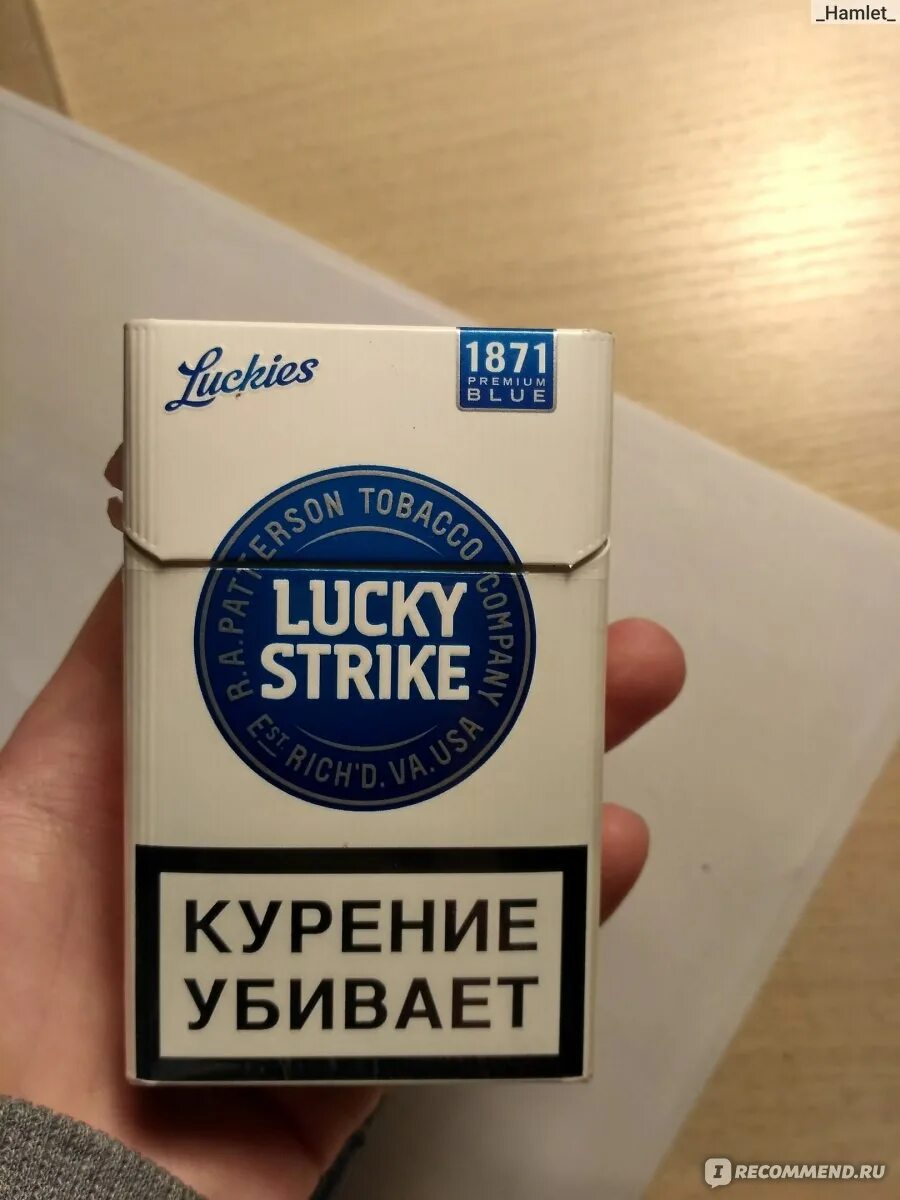 _Hamlet_
Luckies
1871
PREMIUM
BLUE
R.A. PATTERSON TOBACCO COMPANY
LUCKY
STRIKE
EST. RICH'D. VA. USA
КУРЕНИЕ
УБИВАЕТ
I RECOMMEND.RU